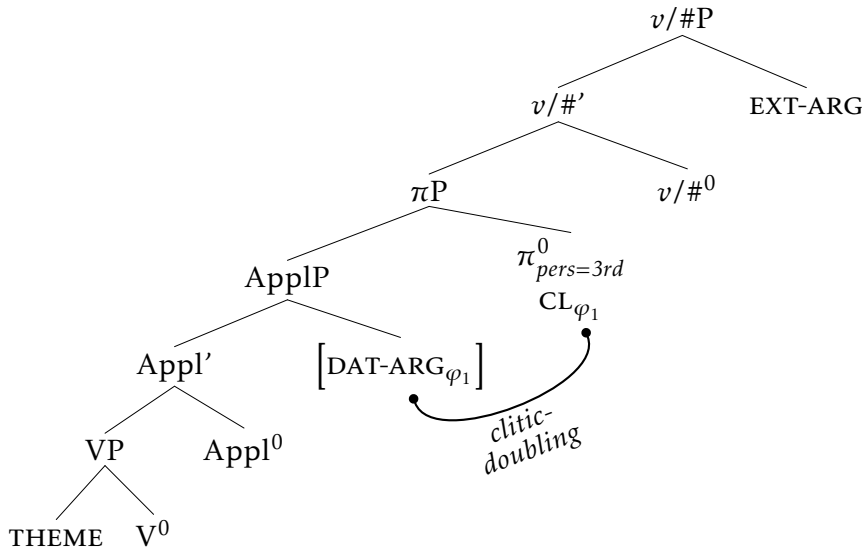 v/#P
v/#' EXT-ARG
πP v/#⁰
ApplP π⁰pers=3rd
CLφ₁
Appl' [DAT-ARGφ₁]
clitic-
doubling
VP Appl⁰
THEME V⁰